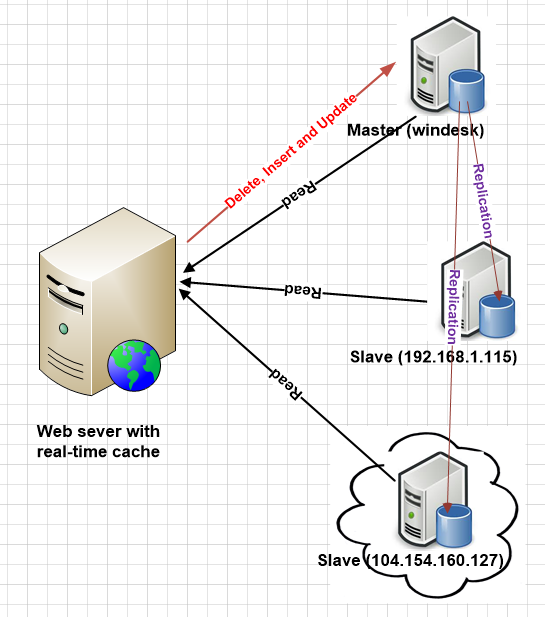 Delete, Insert and Update
Master (windesk)
Read
Replication
Read
Replication
Slave (192.168.1.115)
Read
Web sever with
real-time cache
Slave (104.154.160.127)